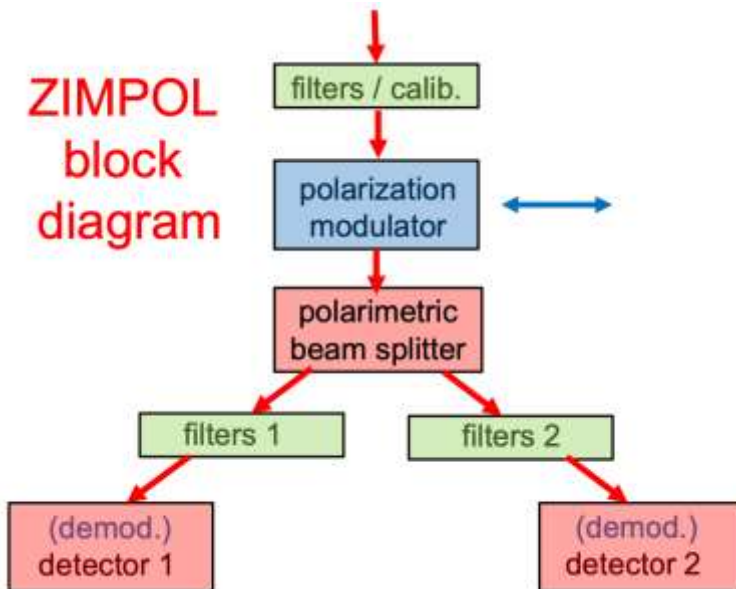 ZIMPOL
block
diagram
filters / calib.
polarization
modulator
polarimetric
beam splitter
filters 1
filters 2
(demod.)
detector 1
(demod.)
detector 2